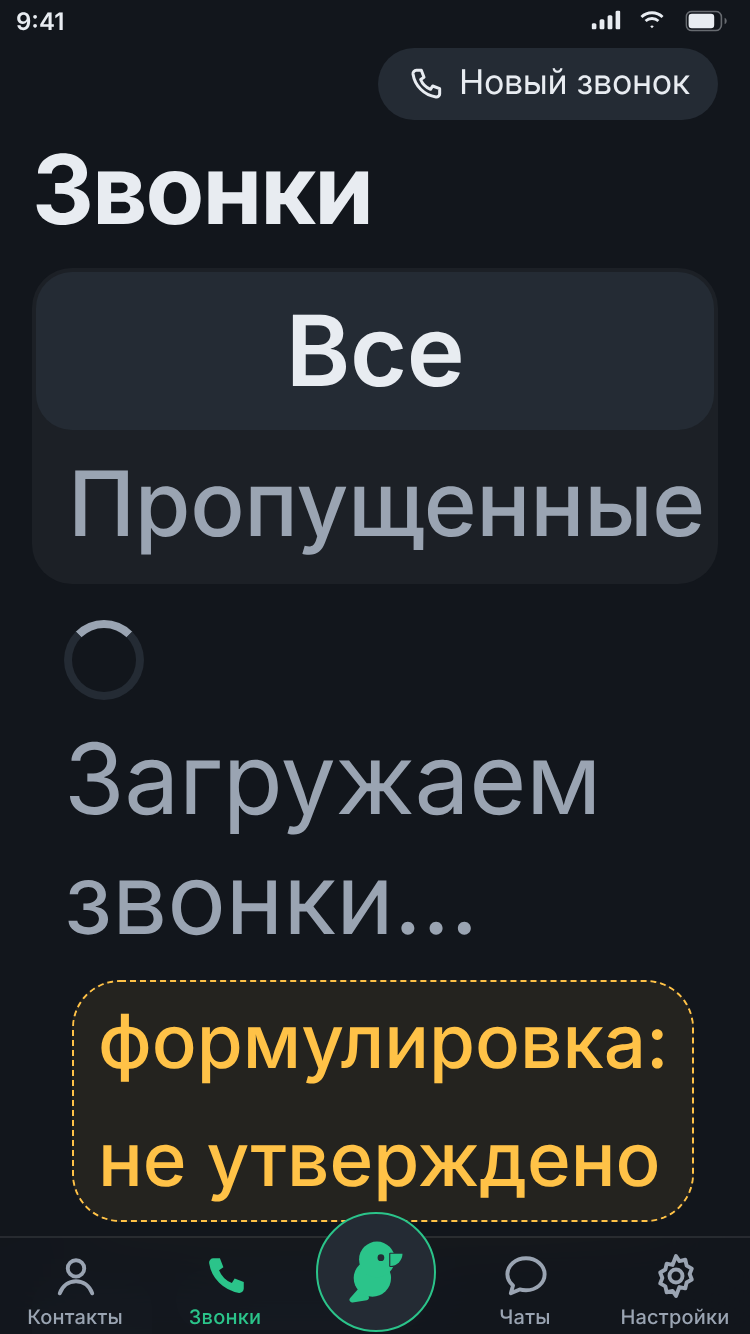 9:41
Новый звонок
Звонки
Все
Пропущенные
Загружаем
звонки...
формулировка:
не утверждено
Контакты
Звонки
Чаты
Настройки